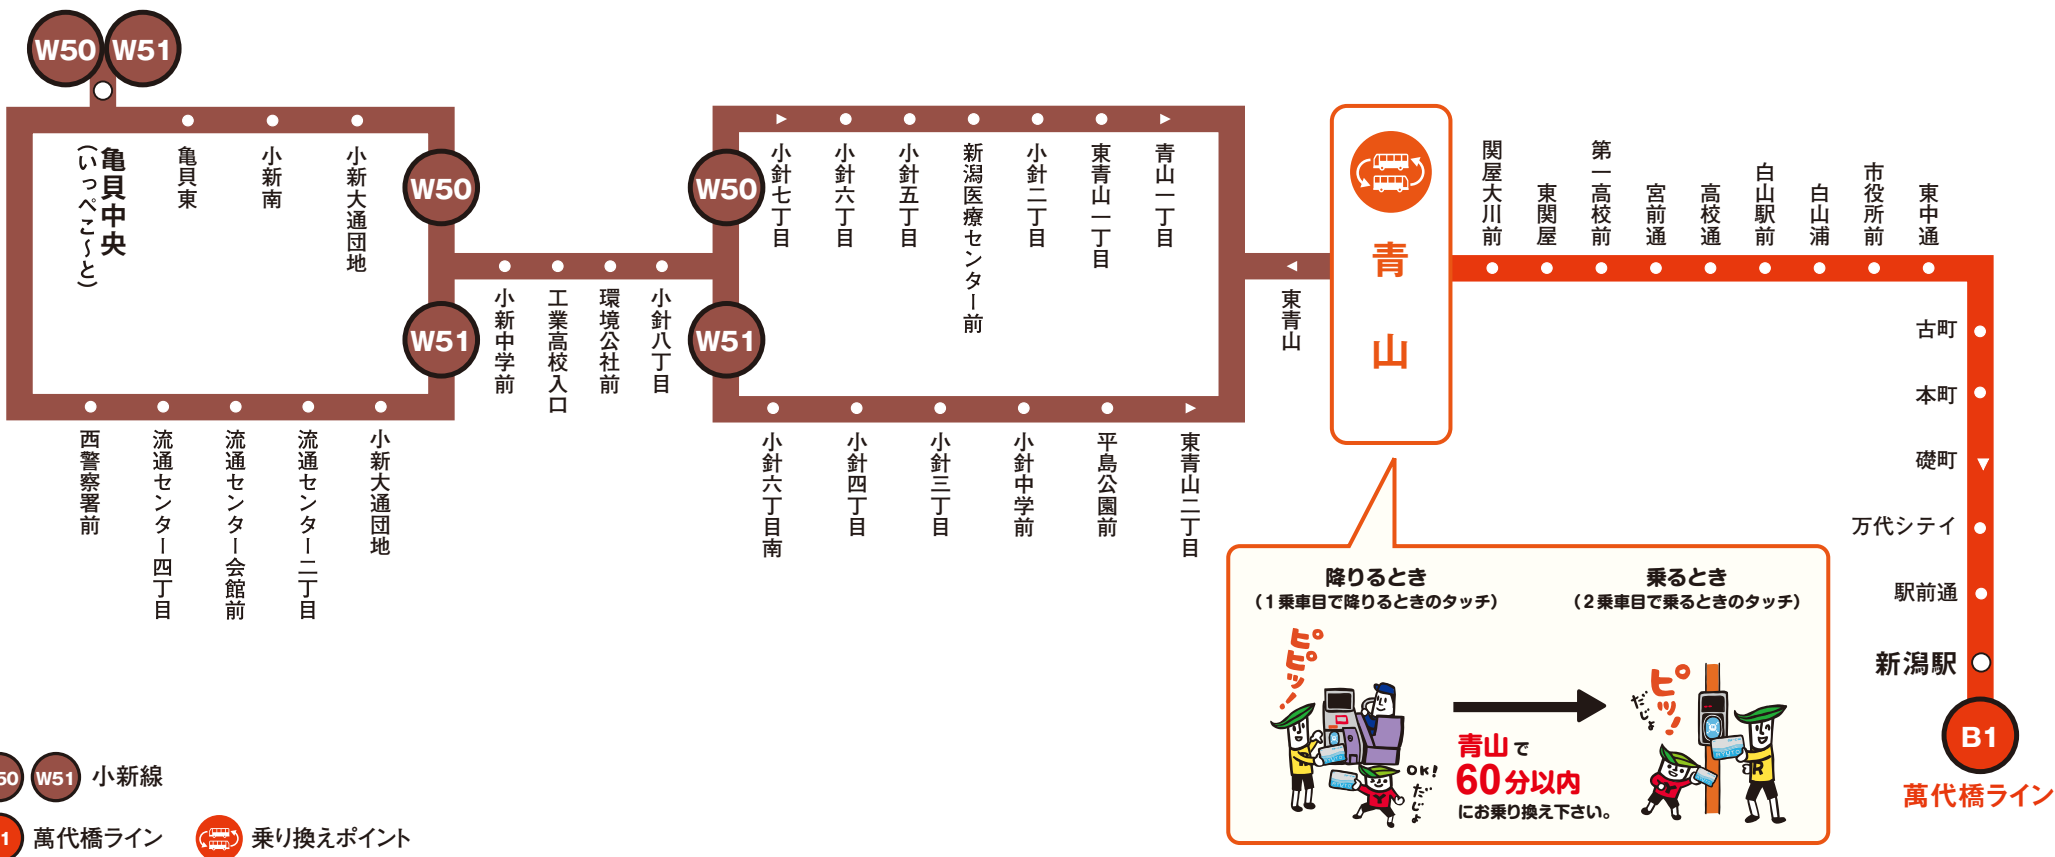 W50
W51
亀貝中央
(いっぺこ～と)
亀貝東
小新南
小新大通団地
W50
W51
西警察署前
流通センター四丁目
流通センター会館前
流通センター二丁目
小新大通団地
小新中学前
工業高校入口
環境公社前
小針八丁目
W50
W51
小針七丁目
小針六丁目
小針五丁目
新潟医療センター前
小針二丁目
東青山一丁目
青山一丁目
小針六丁目南
小針四丁目
小針三丁目
小針中学前
平島公園前
東青山二丁目
東青山
青山
関屋大川前
東関屋
第一高校前
宮前通
高校通
白山駅前
白山浦
市役所前
東中通
古町
本町
礎町
万代シテイ
駅前通
新潟駅
B1
萬代橋ライン
降りるとき
(1乗車目で降りるときのタッチ)
ピピッ!
OK!
だじょ
青山で
60分以内
にお乗り換え下さい。
乗るとき
(2乗車目で乗るときのタッチ)
ピッ!
だじょ
50 W51 小新線
1 萬代橋ライン
乗り換えポイント